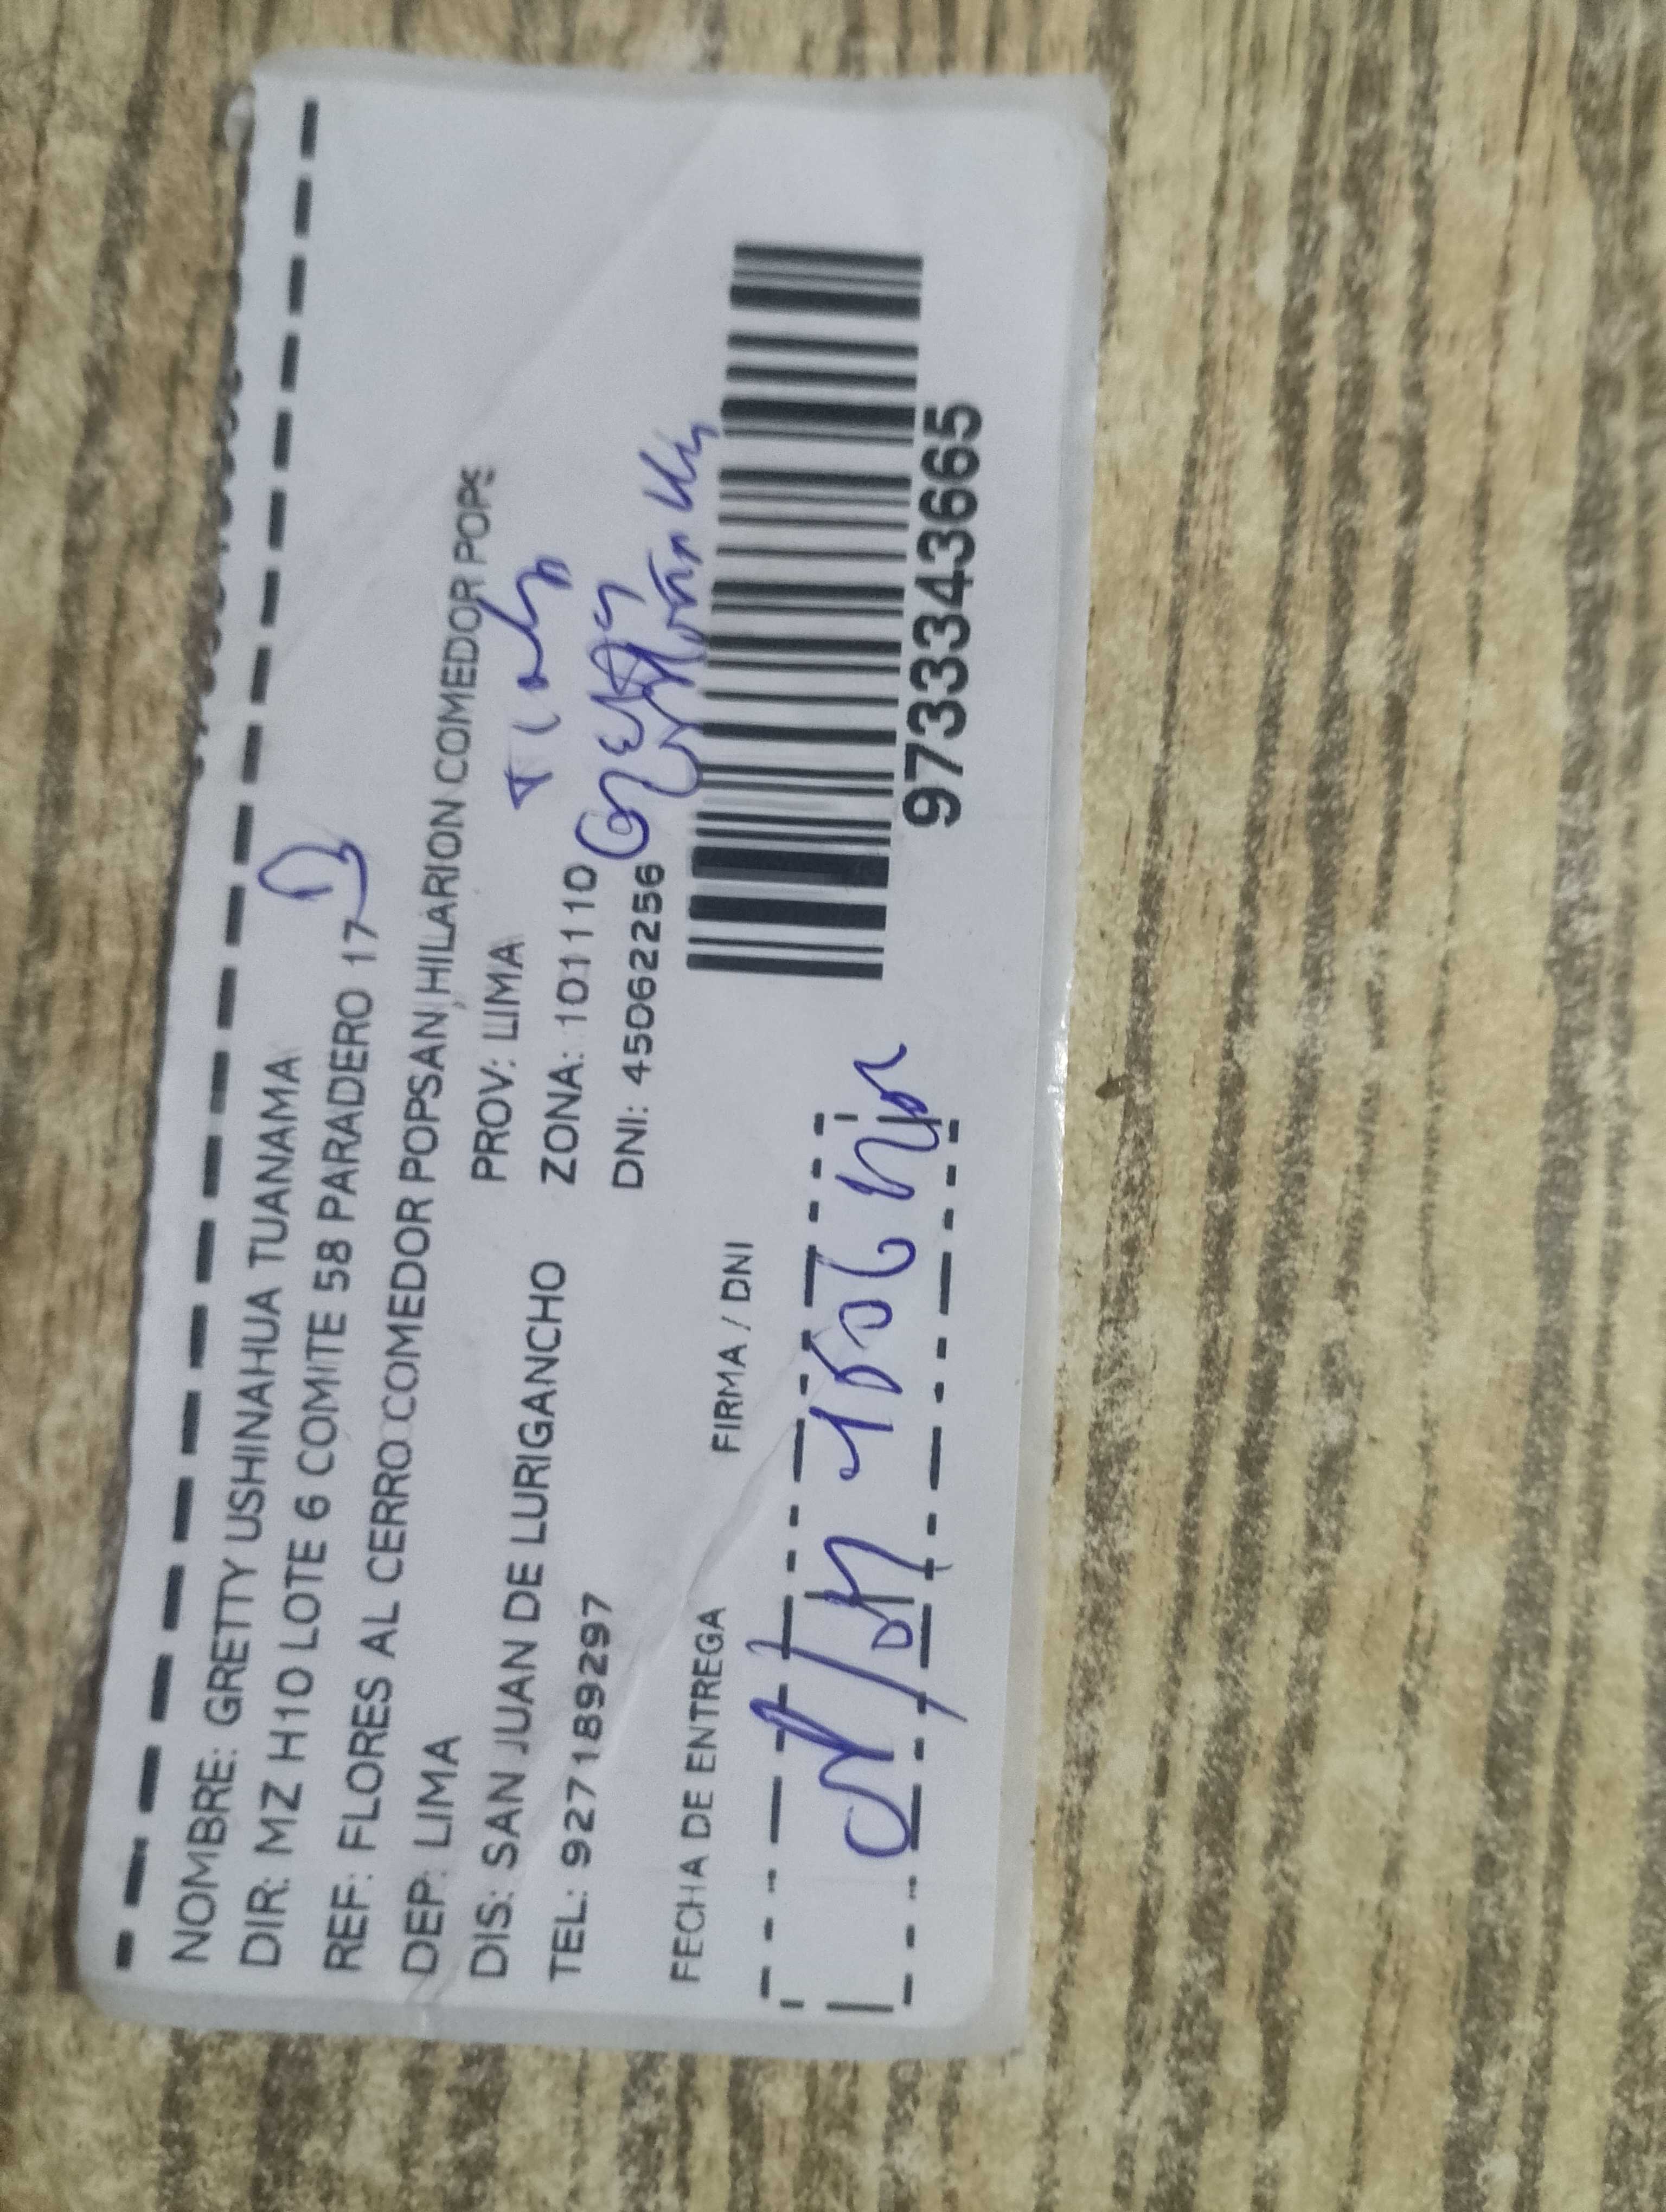 NOMBRE: GRETTY USHINAHUA TUANAMA
DIR: MZ H10 LOTE 6 COMITE 58 PARADERO 17
REF: FLORES AL CERRO COMEDOR POPSAN HILARION COMEDOR POPS
DEP: LIMA PROV: LIMA
DIS: SAN JUAN DE LURIGANCHO ZONA: 101110
TEL: 927189297 DNI: 45062256
FECHA DE ENTREGA FIRMA / DNI
973343665